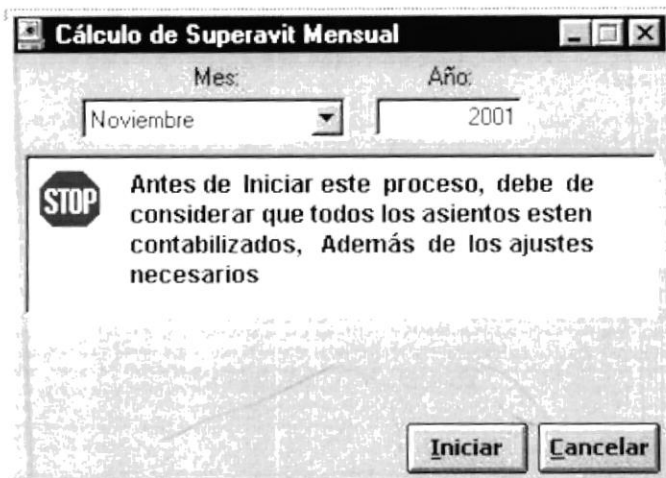 Cálculo de Superavit Mensual
Mes: Año:
Noviembre 2001
STOP
Antes de Iniciar este proceso, debe de
considerar que todos los asientos esten
contabilizados, Además de los ajustes
necesarios
Iniciar Cancelar